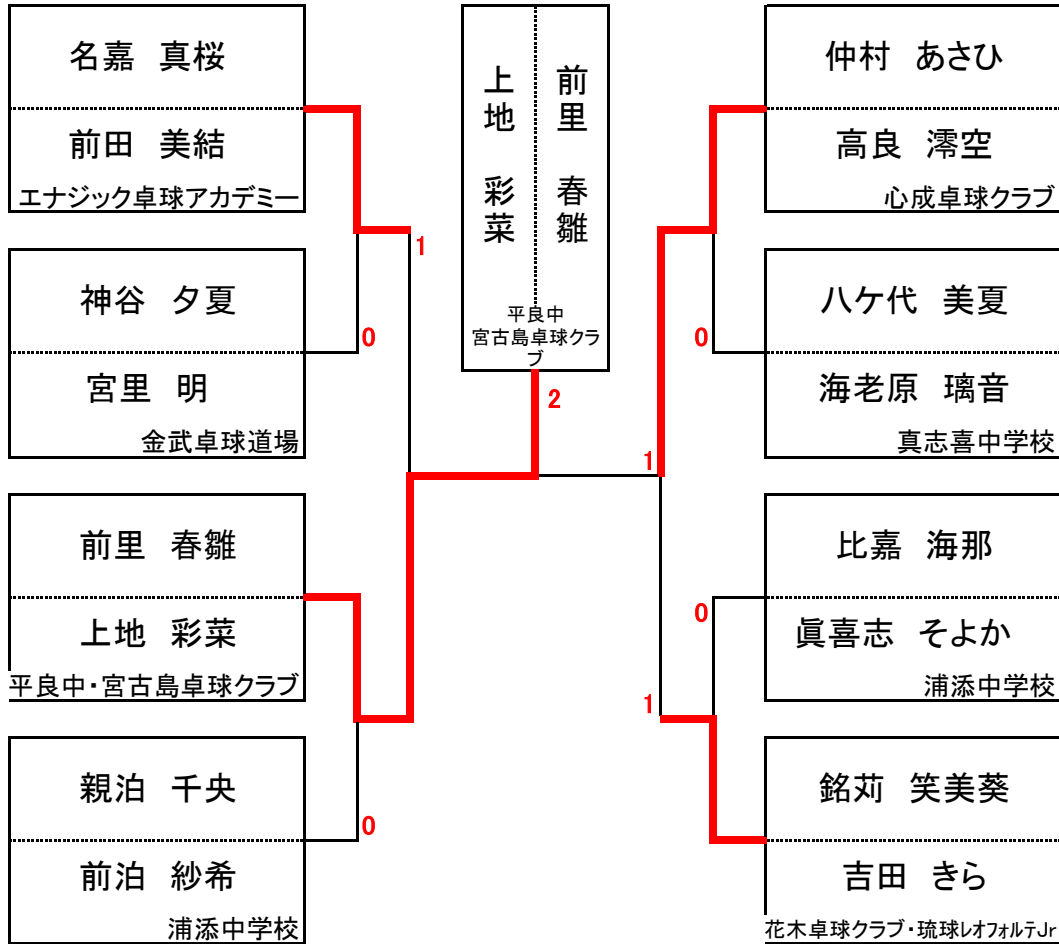 名嘉 真桜
前田 美結
エナジック卓球アカデミー
神谷 夕夏
宮里 明
金武卓球道場
前里 春雛
上地 彩菜
平良中・宮古島卓球クラブ
親泊 千央
前泊 紗希
浦添中学校
1
0
0
前里 春雛
上地 彩菜
平良中
宮古島卓球クラ
ブ
2
1
0
0
1
仲村 あさひ
高良 澪空
心成卓球クラブ
八ケ代 美夏
海老原 璃音
真志喜中学校
比嘉 海那
眞喜志 そよか
浦添中学校
銘苅 笑美葵
吉田 きら
花木卓球クラブ・琉球ﾚｵﾌｫﾙﾃJr